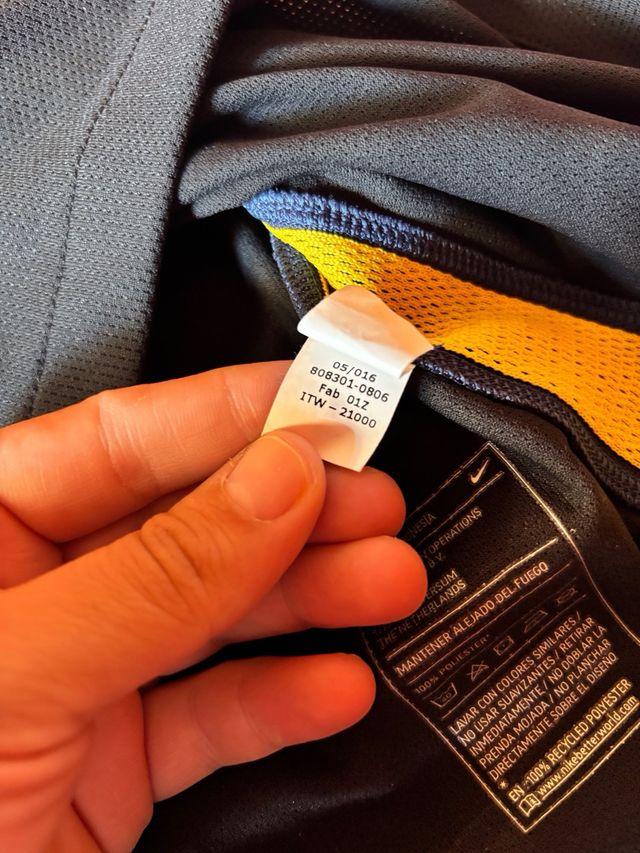 05/016
808301-0806
Fab 01Z
ITW – 21000
NESIA
OPERATIONS
B.V.
ERSUM
THE NETHERLANDS
MANTENER ALEJADO DEL FUEGO
100% POLIESTER*
LAVAR CON COLORES SIMILARES /
NO USAR SUAVIZANTES / RETIRAR
INMEDIATAMENTE / NO DOBLAR LA
PRENDA MOJADA / NO PLANCHAR
DIRECTAMENTE SOBRE EL DISEÑO
* EN -100% RECYCLED POLYESTER
www.nikebetterworld.com